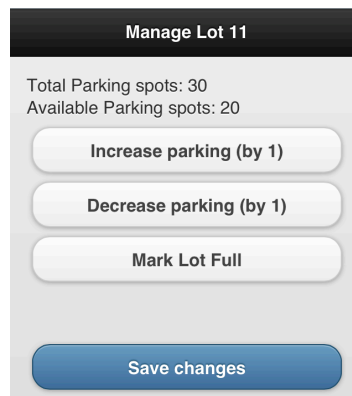 Manage Lot 11
Total Parking spots: 30
Available Parking spots: 20
Increase parking (by 1)
Decrease parking (by 1)
Mark Lot Full
Save changes